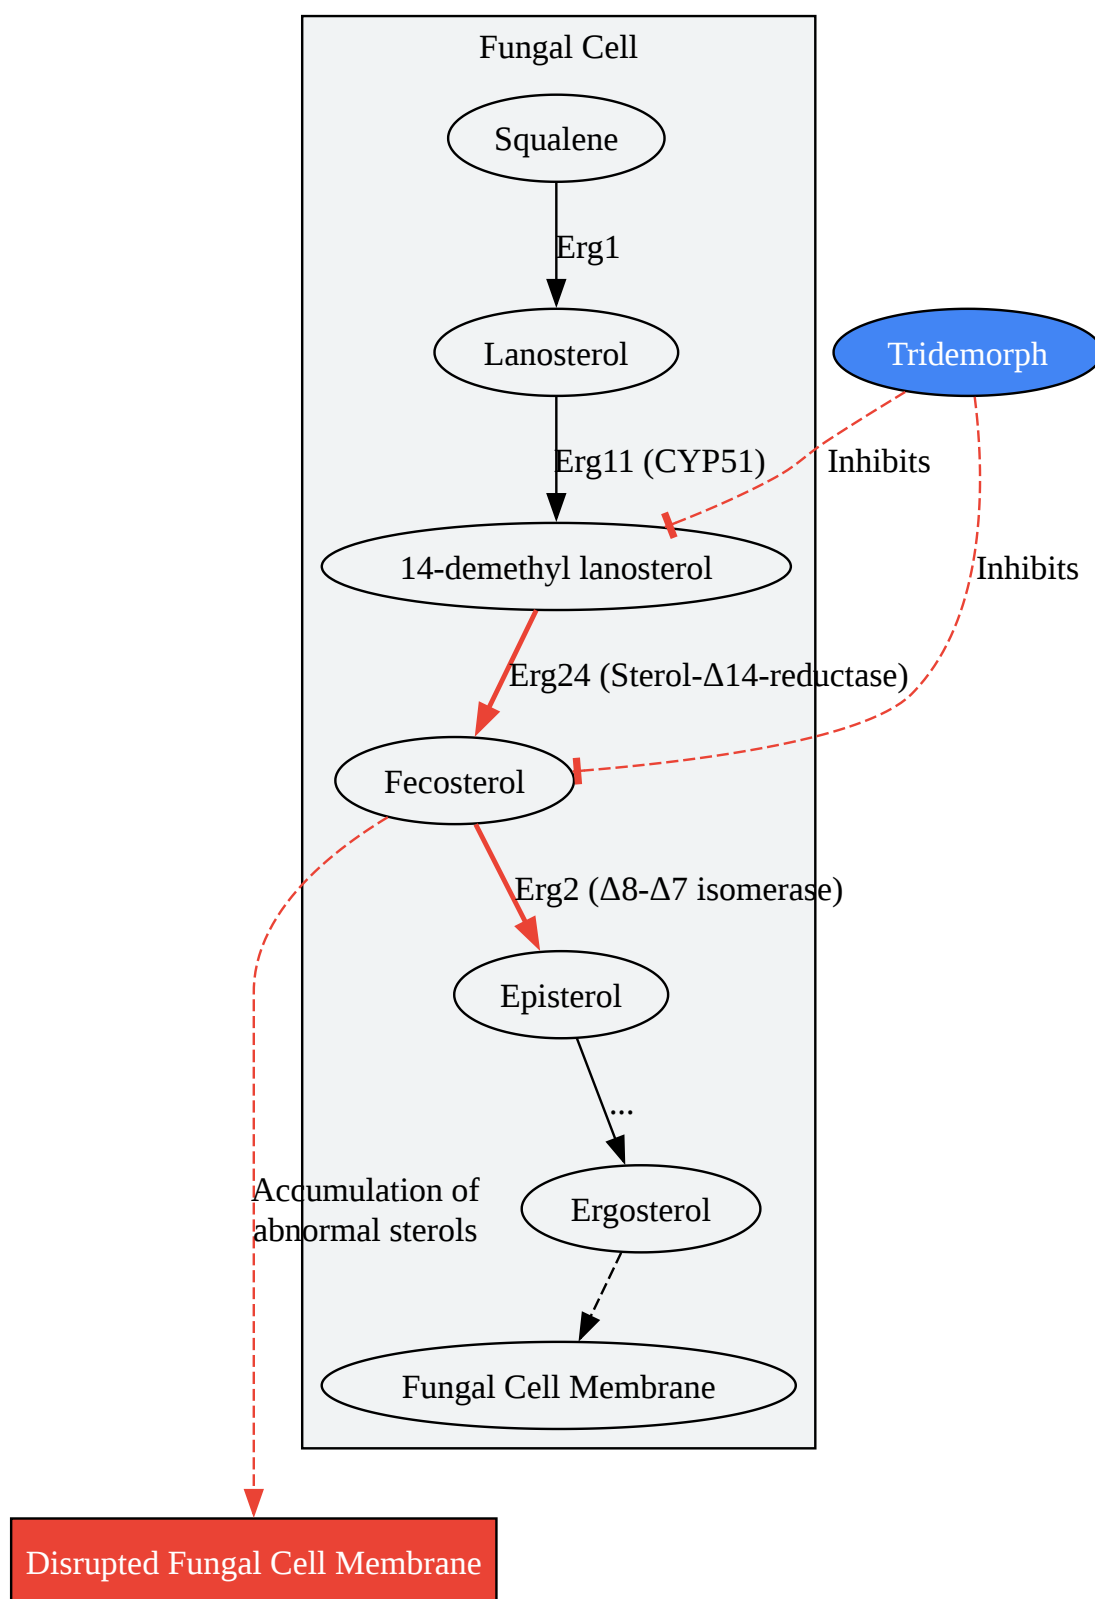 Fungal Cell
Squalene
Erg1
Lanosterol
Tridemorph
Erg11 (CYP51)
Inhibits
14-demethyl lanosterol
Inhibits
Erg24 (Sterol-Δ14-reductase)
Fecosterol
Erg2 (Δ8-Δ7 isomerase)
Episterol
...
Accumulation of
abnormal sterols
Ergosterol
Fungal Cell Membrane
Disrupted Fungal Cell Membrane